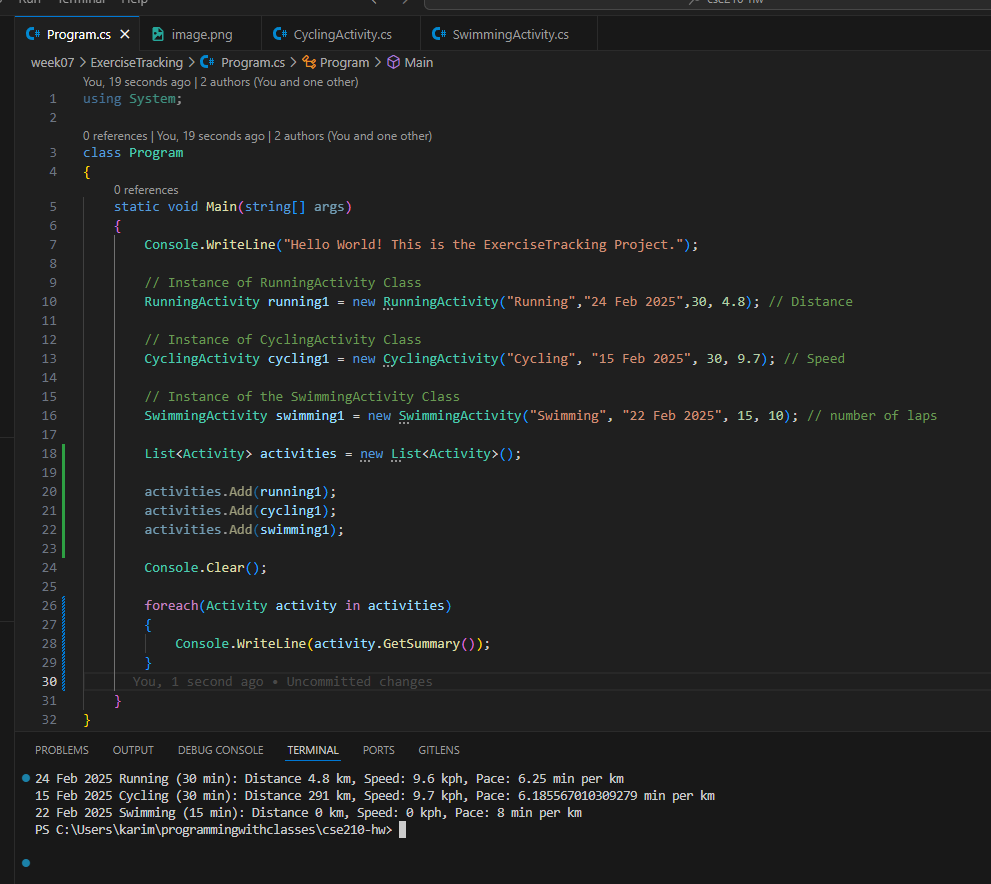 Run Terminal Help
cse210-hw
Program.cs
image.png
CyclingActivity.cs
SwimmingActivity.cs
week07 > ExerciseTracking > Program.cs > Program > Main
You, 19 seconds ago | 2 authors (You and one other)
1 using System;
2
0 references | You, 19 seconds ago | 2 authors (You and one other)
3 class Program
4 {
0 references
5 static void Main(string[] args)
6 {
7 Console.WriteLine("Hello World! This is the ExerciseTracking Project.");
8
9 // Instance of RunningActivity Class
10 RunningActivity running1 = new RunningActivity("Running","24 Feb 2025",30, 4.8); // Distance
11
12 // Instance of CyclingActivity Class
13 CyclingActivity cycling1 = new CyclingActivity("Cycling", "15 Feb 2025", 30, 9.7); // Speed
14
15 // Instance of the SwimmingActivity Class
16 SwimmingActivity swimming1 = new SwimmingActivity("Swimming", "22 Feb 2025", 15, 10); // number of laps
17
18 List<Activity> activities = new List<Activity>();
19
20 activities.Add(running1);
21 activities.Add(cycling1);
22 activities.Add(swimming1);
23
24 Console.Clear();
25
26 foreach(Activity activity in activities)
27 {
28 Console.WriteLine(activity.GetSummary());
29 }
30 You, 1 second ago • Uncommitted changes
31 }
32 }
PROBLEMS OUTPUT DEBUG CONSOLE TERMINAL PORTS GITLENS
24 Feb 2025 Running (30 min): Distance 4.8 km, Speed: 9.6 kph, Pace: 6.25 min per km
15 Feb 2025 Cycling (30 min): Distance 291 km, Speed: 9.7 kph, Pace: 6.185567010309279 min per km
22 Feb 2025 Swimming (15 min): Distance 0 km, Speed: 0 kph, Pace: 8 min per km
PS C:\Users\karim\programmingwithclasses\cse210-hw>